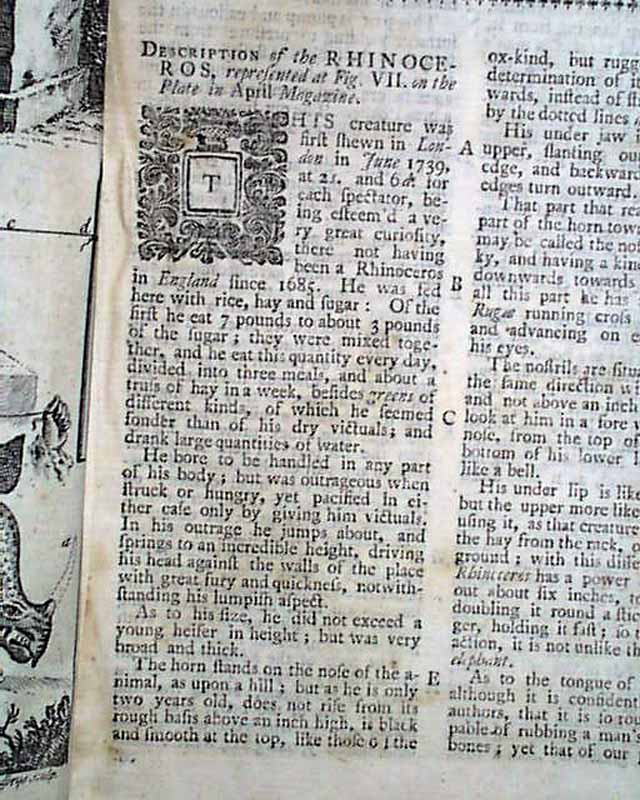 DESCRIPTION of the RHINOCE-
ROS, represented at Fig. VII. on the
Plate in April Magazine.
THIS creature was
first shewn in Lon-
don in June 1739,
at 2s. and 6d. for
each spectator, be-
ing esteem'd a ve-
ry great curiosity,
there not having
been a Rhinoceros
in England since 1685. He was fed
here with rice, hay and sugar: Of the
first he eat 7 pounds to about 3 pounds
of the sugar; they were mixed toge-
ther, and he eat this quantity every day,
divided into three meals, and about a
truss of hay in a week, besides greens of
different kinds, of which he seemed
fonder than of his dry victuals; and
drank large quantities of water.
He bore to be handled in any part
of his body; but was outrageous when
struck or hungry, yet pacified in ei-
ther case only by giving him victuals.
In his outrage he jumps about, and
springs to an incredible height, driving
his head against the walls of the place
with great fury and quickness, notwith-
standing his lumpish aspect.
As to his size, he did not exceed a
young heifer in height; but was very
broad and thick.
The horn stands on the nose of the a-
nimal, as upon a hill; but as he is only
two years old, does not rise from its
rough basis above an inch high, is black
and smooth at the top, like those of the
A
B
C
E
ox-kind, but rugg
determination of it
wards, instead of
by the dotted lines
His under jaw
upper, slanting ou
edge, and backward
edges turn outward
That part that
part of the horn tow
may be called the no
ky, and having a kin
downwards towards
all this part he has
Rugæ running cross
and advancing on e
his eyes.
The nostrils are situa
the same direction w
and not above an inch
look at him in a fore v
nose, from the top of
bottom of his lower
like a bell.
His under lip is like
but the upper more like
using it, as that creature
the hay from the rack,
ground; with this diffe
Rhinoceros has a power
out about six inches, to
doubling it round a stic
ger, holding it fast; so
action, it is not unlike th
elephant.
As to the tongue of
although it is confident
authors, that it is so rou
pable of rubbing a man's
bones; yet that of our
c
d
a